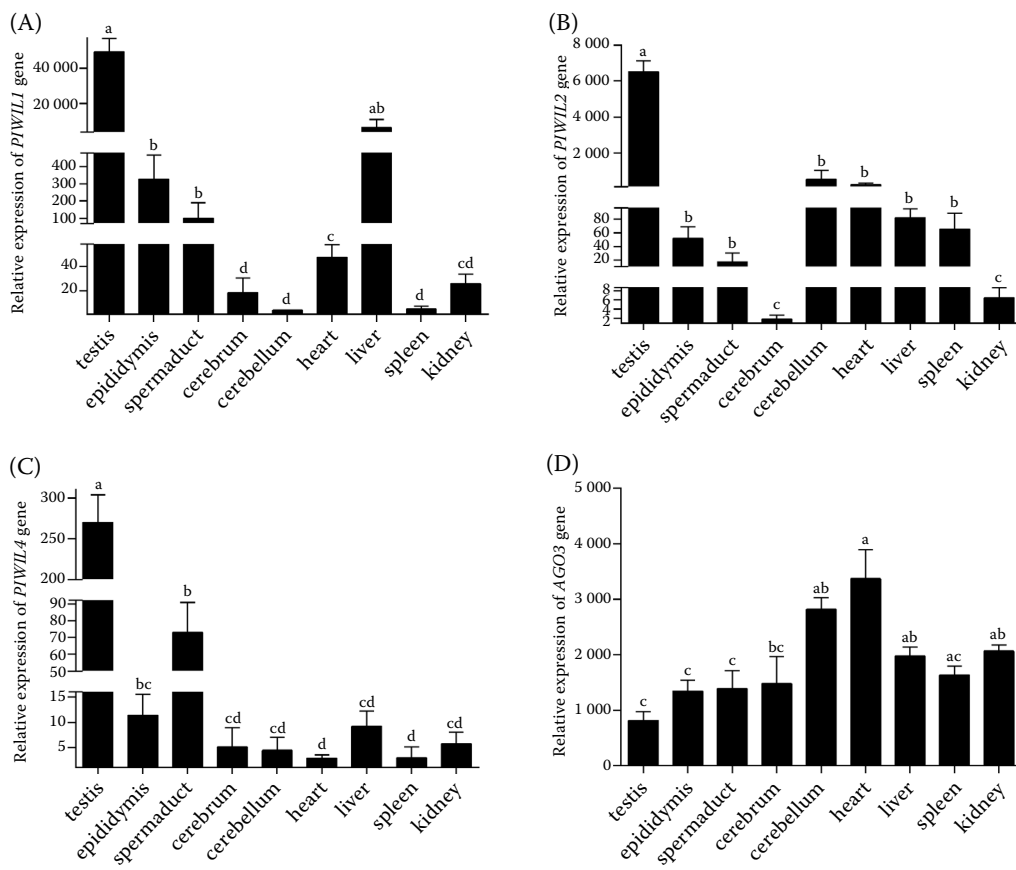 (A)
Relative expression of PIWIL1 gene
40 000
20 000
400
300
200
100
40
20
a
b
b
d
d
c
ab
d
cd
testis
epididymis
spermaduct
cerebrum
cerebellum
heart
liver
spleen
kidney
(B)
Relative expression of PIWIL2 gene
8 000
6 000
4 000
2 000
80
60
40
20
8
6
4
2
a
b
b
c
b
b
b
b
c
testis
epididymis
spermaduct
cerebrum
cerebellum
heart
liver
spleen
kidney
(C)
Relative expression of PIWIL4 gene
300
250
200
90
80
70
60
50
15
10
5
a
bc
b
cd
cd
d
cd
d
cd
testis
epididymis
spermaduct
cerebrum
cerebellum
heart
liver
spleen
kidney
(D)
Relative expression of AGO3 gene
5 000
4 000
3 000
2 000
1 000
0
c
c
c
bc
ab
a
ab
ac
ab
testis
epididymis
spermaduct
cerebrum
cerebellum
heart
liver
spleen
kidney